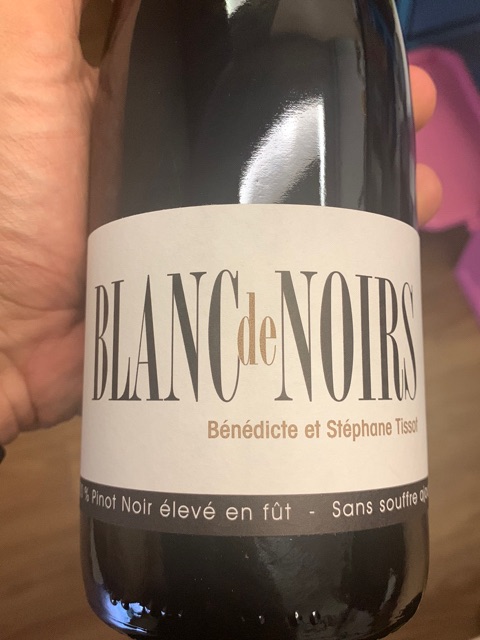 BLANC de NOIRS
Bénédicte et Stéphane Tissot
% Pinot Noir élevé en fût - Sans souffre